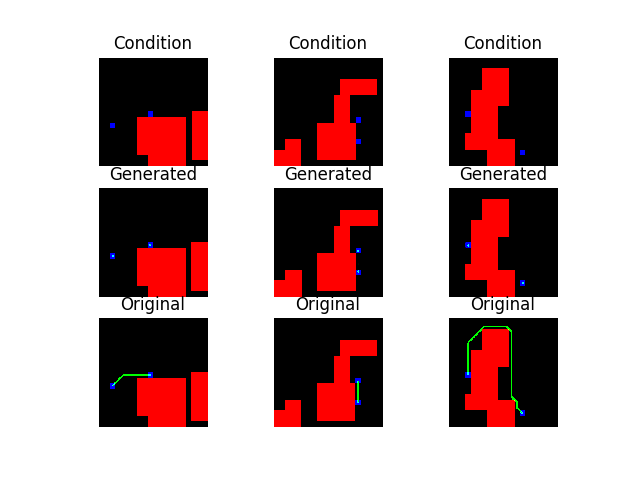 Condition
Condition
Condition
Generated
Generated
Generated
Original
Original
Original